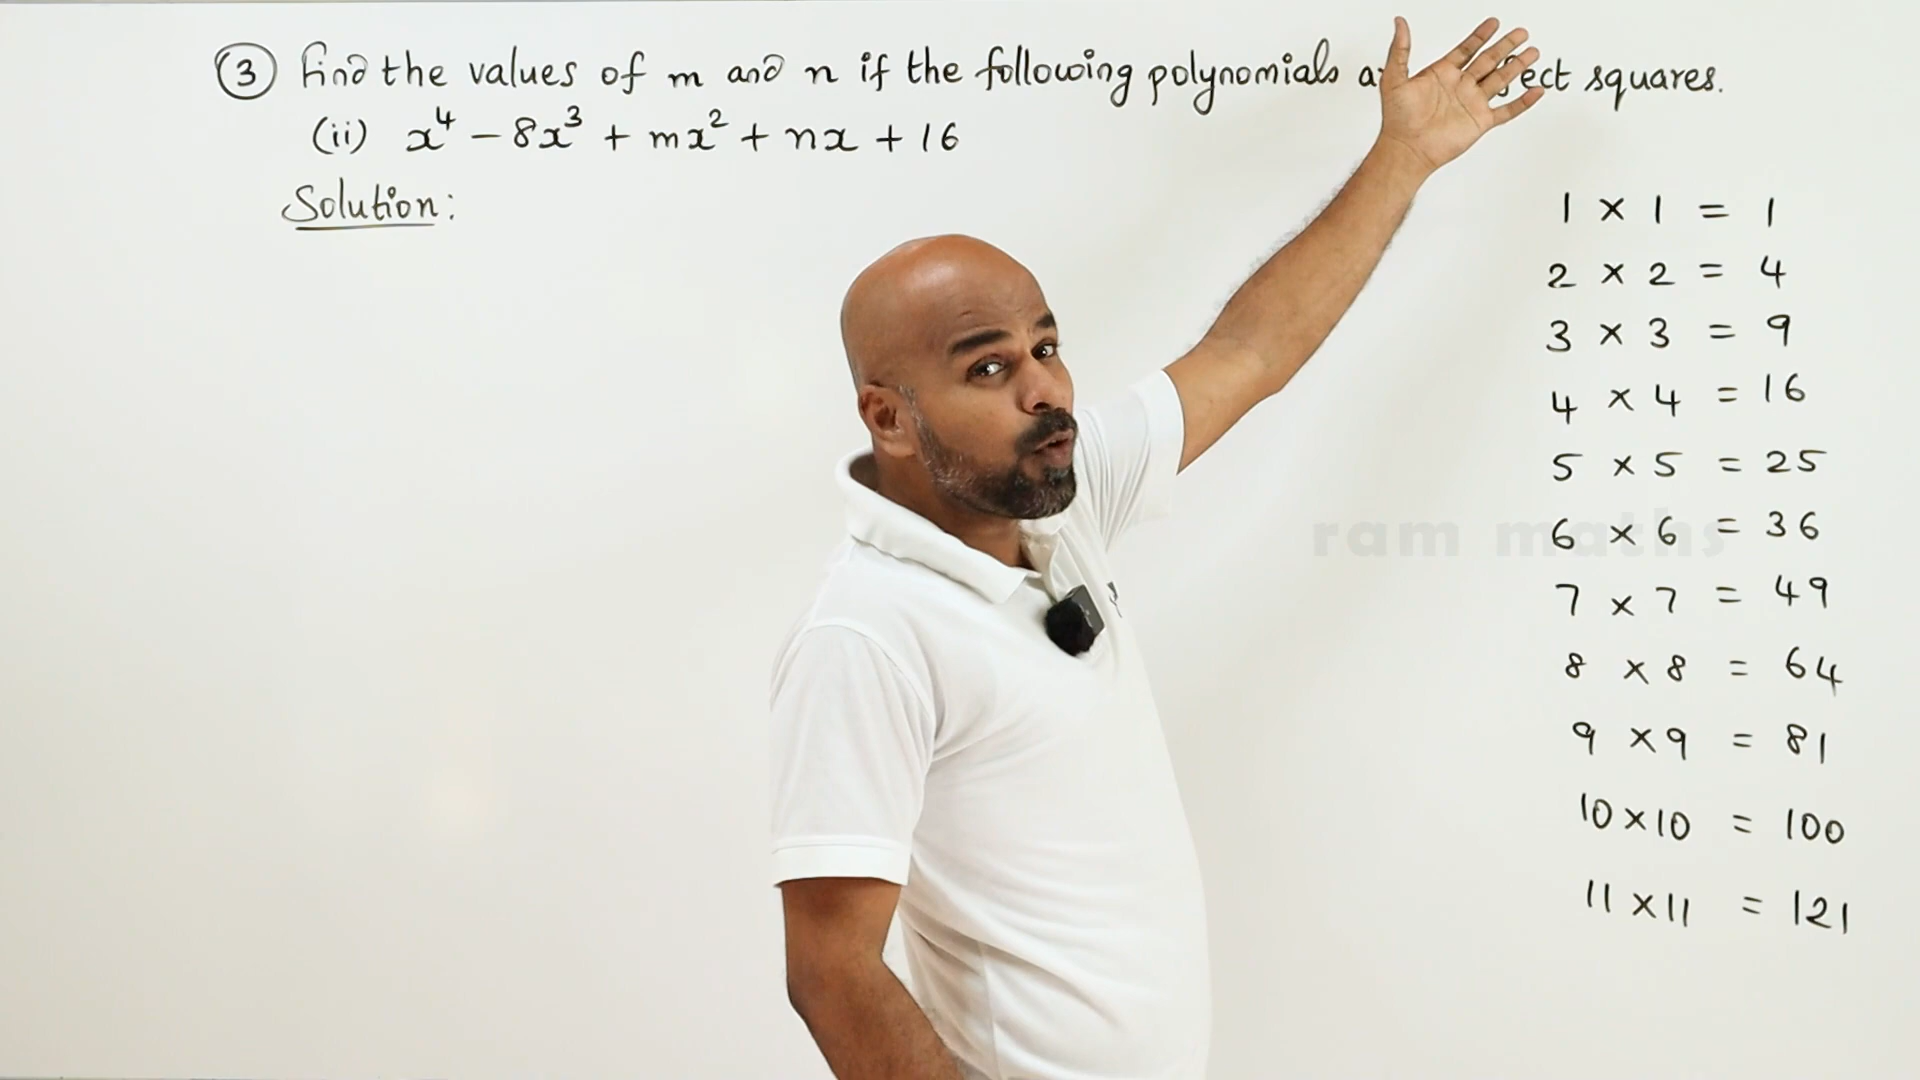 3 Find the values of m and n if the following polynomials squares.
(ii) x⁴ - 8x³ + mx² + nx + 16
Solution:
1 × 1 = 1
2 × 2 = 4
3 × 3 = 9
4 × 4 = 16
5 × 5 = 25
6 × 6 = 36
7 × 7 = 49
8 × 8 = 64
9 × 9 = 81
10 × 10 = 100
11 × 11 = 121
ram maths